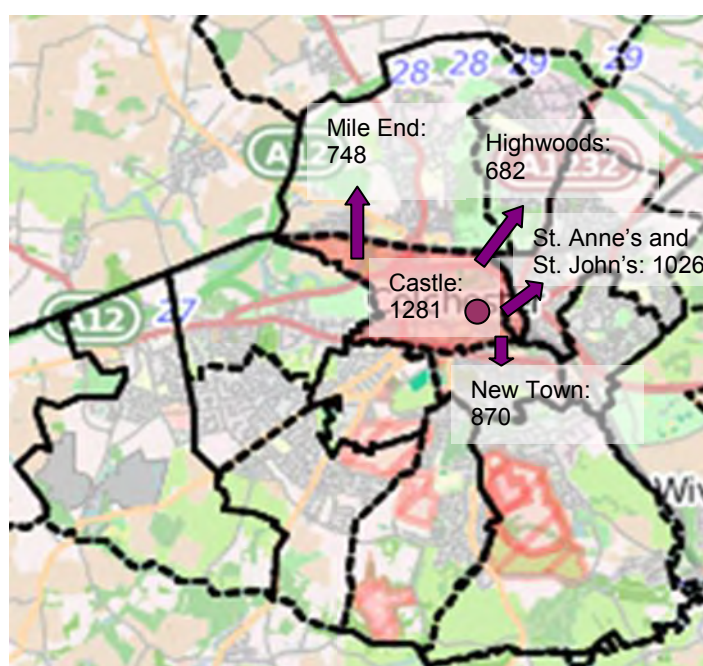 28 28 29 29
Mile End:
748
Highwoods:
682
A1232
St. Anne's and
St. John's: 1026
Castle:
1281
A12
27
New Town:
870
Wiv